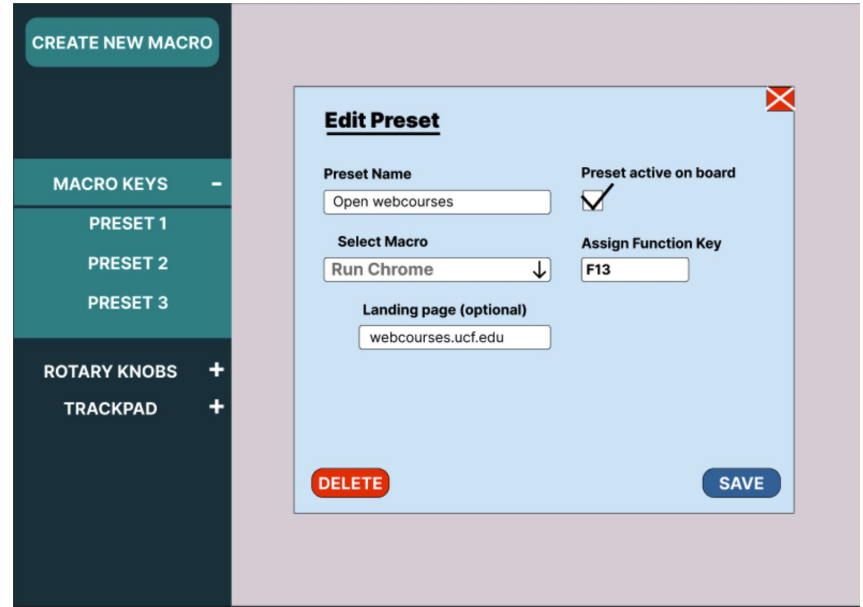 CREATE NEW MACRO
MACRO KEYS -
PRESET 1
PRESET 2
PRESET 3
ROTARY KNOBS +
TRACKPAD +
Edit Preset
Preset Name
Open webcourses
Preset active on board
Select Macro
Run Chrome
Assign Function Key
F13
Landing page (optional)
webcourses.ucf.edu
DELETE
SAVE